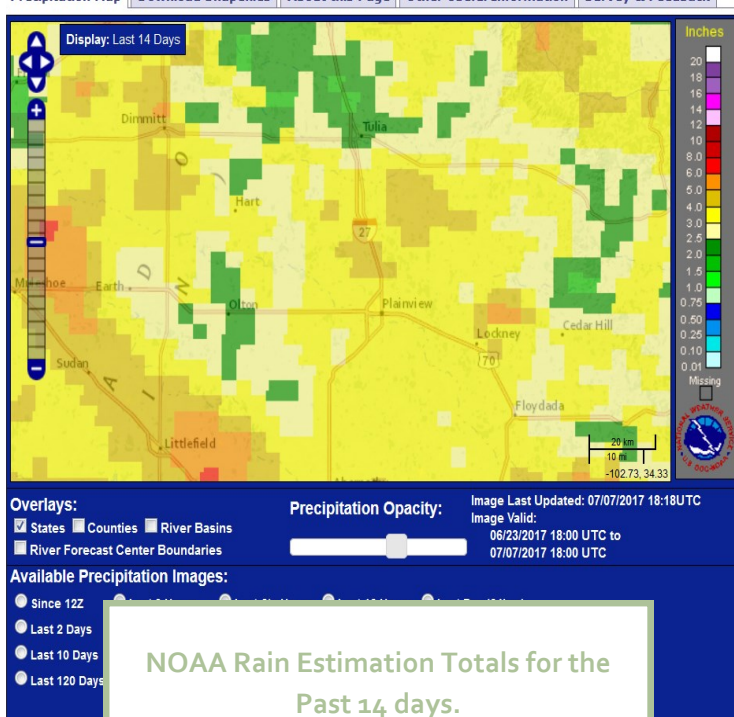 Display: Last 14 Days
Inches
20
18
16
14
12
10
8.0
6.0
5.0
4.0
3.0
2.5
2.0
1.5
1.0
0.75
0.50
0.25
0.10
0.01
Missing
NATIONAL WEATHER SERVICE
Dimmitt
Tulia
Hart
27
Earth
Olton
Plainview
Lockney
Cedar Hill
70
Sudan
Floydada
Littlefield
20 km
10 mi
-102.73, 34.33
Overlays:
States Counties River Basins
River Forecast Center Boundaries
Precipitation Opacity:
Image Last Updated: 07/07/2017 18:18UTC
Image Valid:
06/23/2017 18:00 UTC to
07/07/2017 18:00 UTC
Available Precipitation Images:
Since 12Z
Last 2 Days
Last 10 Days
Last 120 Days
NOAA Rain Estimation Totals for the
Past 14 days.